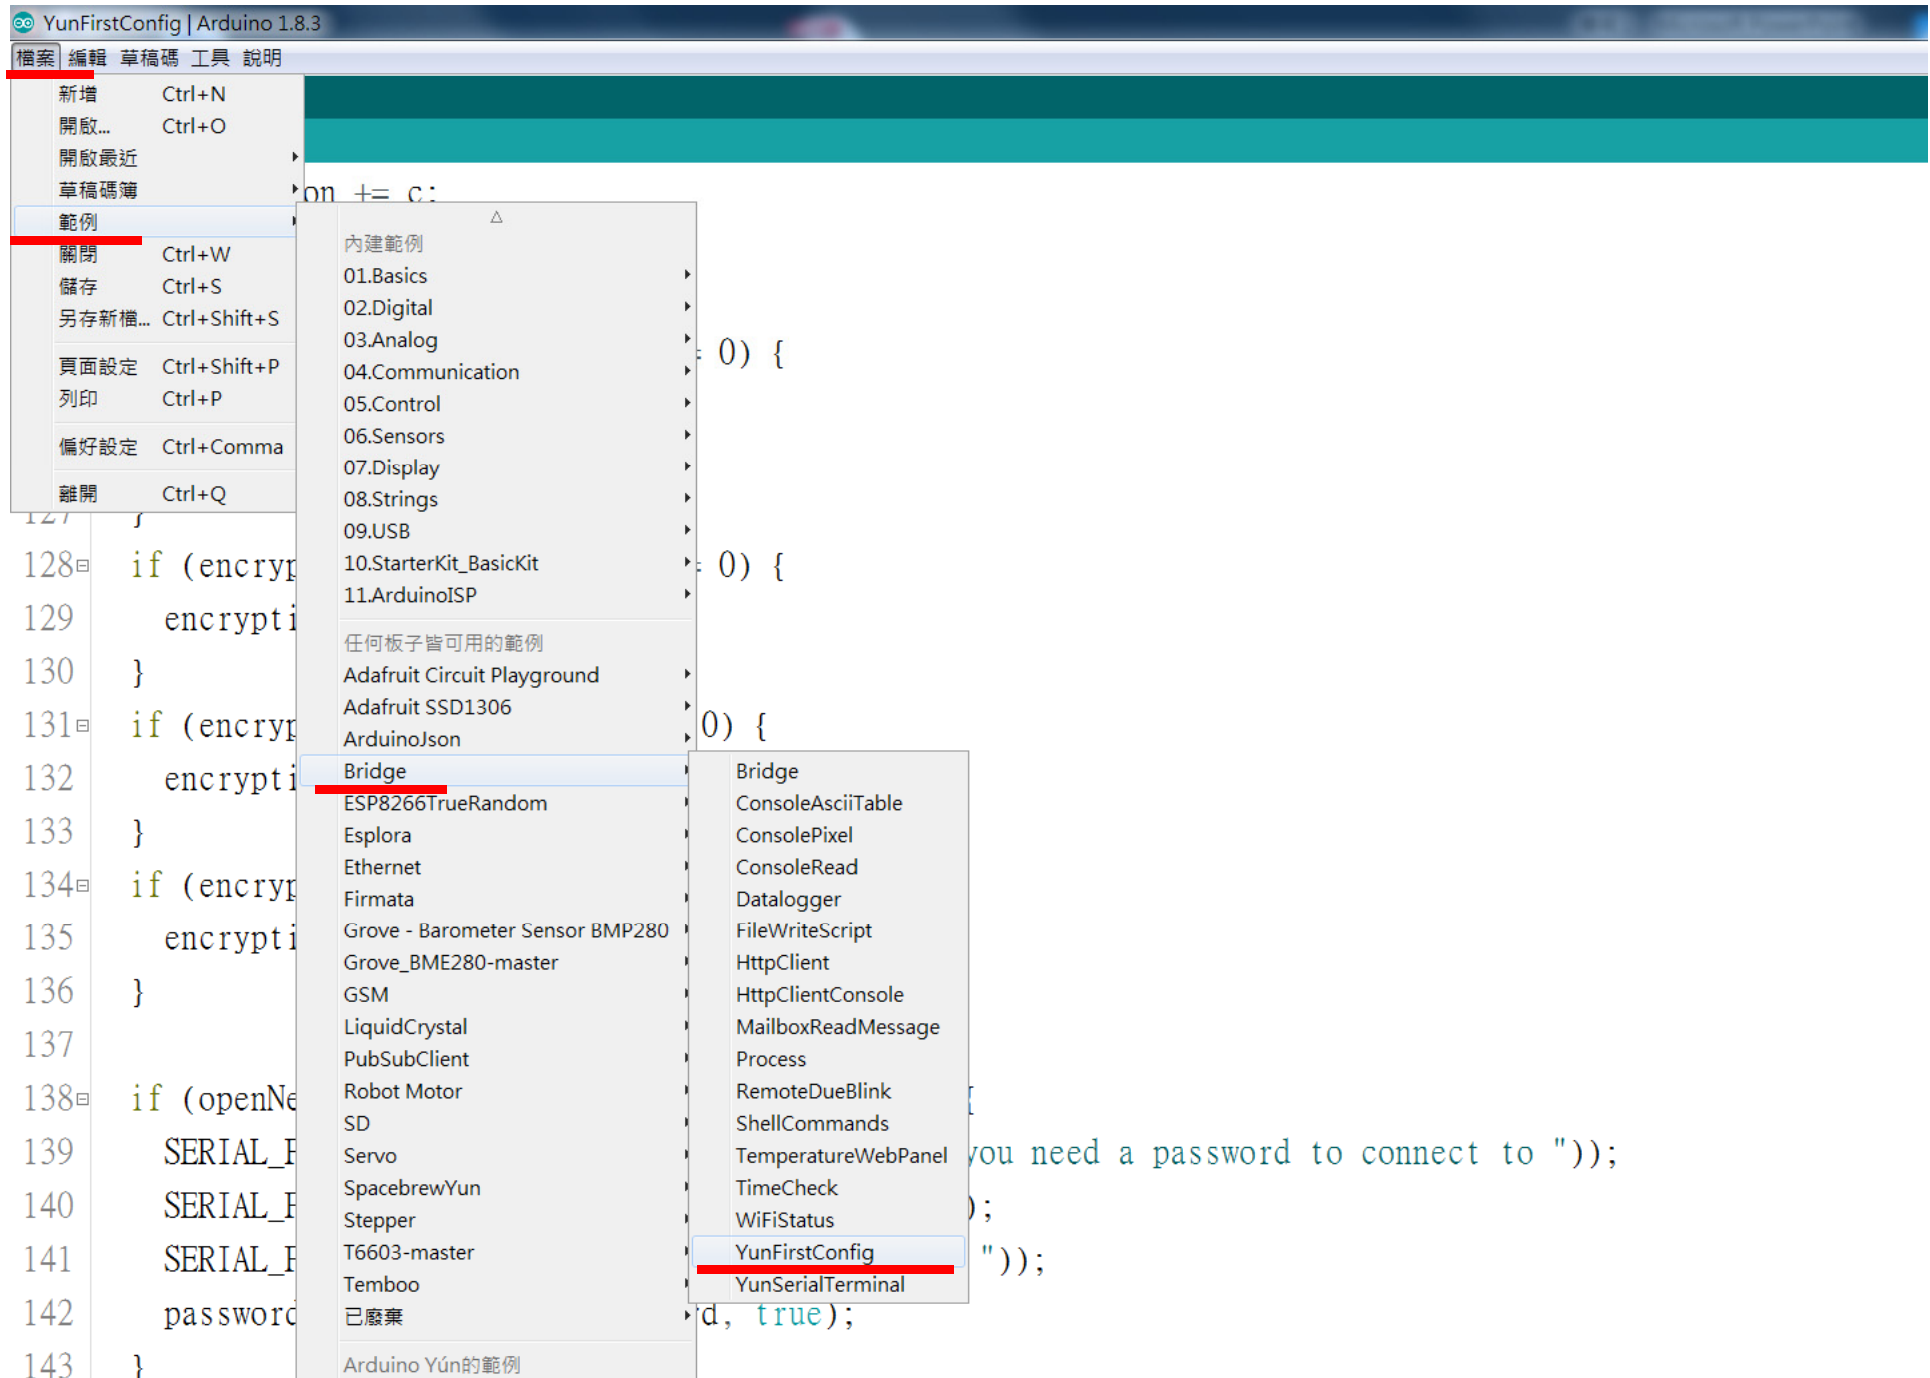 YunFirstConfig | Arduino 1.8.3
檔案 編輯 草稿碼 工具 說明
新增 Ctrl+N
開啟... Ctrl+O
開啟最近
草稿碼簿
範例
關閉 Ctrl+W
儲存 Ctrl+S
另存新檔... Ctrl+Shift+S
頁面設定 Ctrl+Shift+P
列印 Ctrl+P
偏好設定 Ctrl+Comma
離開 Ctrl+Q
內建範例
01.Basics
02.Digital
03.Analog
04.Communication
05.Control
06.Sensors
07.Display
08.Strings
09.USB
10.StarterKit_BasicKit
11.ArduinoISP
任何板子皆可用的範例
Adafruit Circuit Playground
Adafruit SSD1306
ArduinoJson
Bridge
ESP8266TrueRandom
Esplora
Ethernet
Firmata
Grove - Barometer Sensor BMP280
Grove_BME280-master
GSM
LiquidCrystal
PubSubClient
Robot Motor
SD
Servo
SpacebrewYun
Stepper
T6603-master
Temboo
已廢棄
Arduino Yún的範例
Bridge
ConsoleAsciiTable
ConsolePixel
ConsoleRead
Datalogger
FileWriteScript
HttpClient
HttpClientConsole
MailboxReadMessage
Process
RemoteDueBlink
ShellCommands
TemperatureWebPanel
TimeCheck
WiFiStatus
YunFirstConfig
YunSerialTerminal
on += c;
0) {
127 }
128 if (encryp 0) {
129 encrypti
130 }
131 if (encryp 0) {
132 encrypti
133 }
134 if (encryp
135 encrypti
136 }
137
138 if (openNe {
139 SERIAL_P you need a password to connect to "));
140 SERIAL_P );
141 SERIAL_P "));
142 password d, true);
143 }